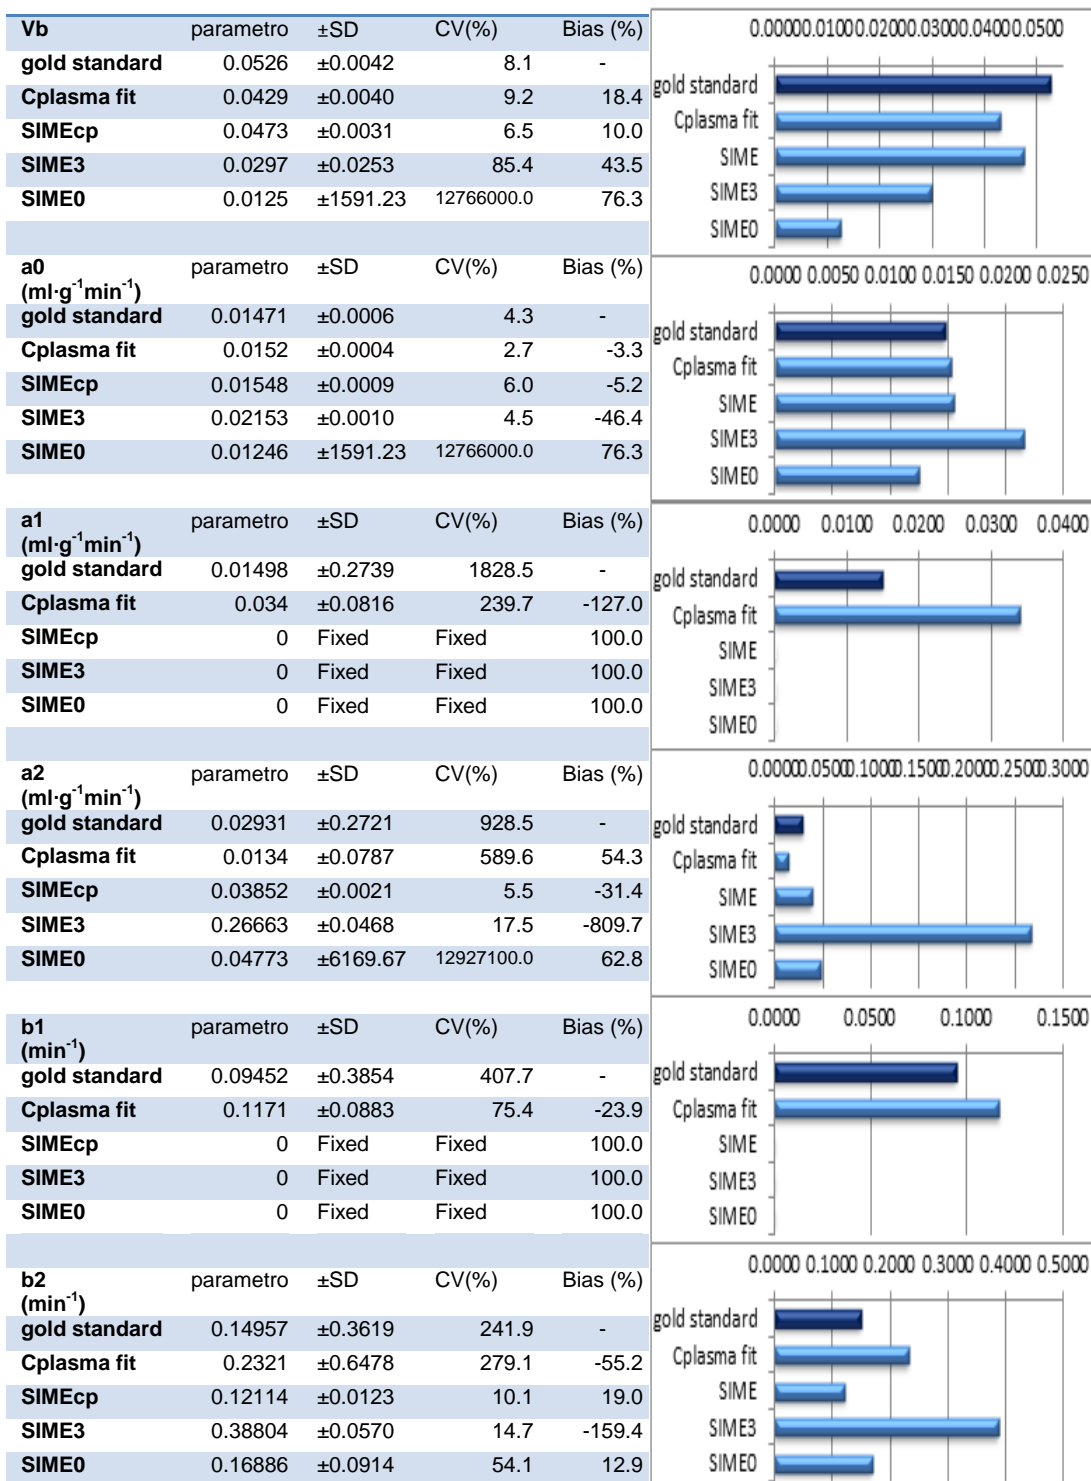 Vb parametro ±SD CV(%) Bias (%)
gold standard 0.0526 ±0.0042 8.1 -
Cplasma fit 0.0429 ±0.0040 9.2 18.4
SIMEcp 0.0473 ±0.0031 6.5 10.0
SIME3 0.0297 ±0.0253 85.4 43.5
SIME0 0.0125 ±1591.23 12766000.0 76.3
0.0000 0.0100 0.0200 0.0300 0.0400 0.0500
gold standard
Cplasma fit
SIME
SIME3
SIME0
a0 parametro ±SD CV(%) Bias (%)
(ml·g-1min-1)
gold standard 0.01471 ±0.0006 4.3 -
Cplasma fit 0.0152 ±0.0004 2.7 -3.3
SIMEcp 0.01548 ±0.0009 6.0 -5.2
SIME3 0.02153 ±0.0010 4.5 -46.4
SIME0 0.01246 ±1591.23 12766000.0 76.3
0.0000 0.0050 0.0100 0.0150 0.0200 0.0250
gold standard
Cplasma fit
SIME
SIME3
SIME0
a1 parametro ±SD CV(%) Bias (%)
(ml·g-1min-1)
gold standard 0.01498 ±0.2739 1828.5 -
Cplasma fit 0.034 ±0.0816 239.7 -127.0
SIMEcp 0 Fixed Fixed 100.0
SIME3 0 Fixed Fixed 100.0
SIME0 0 Fixed Fixed 100.0
0.0000 0.0100 0.0200 0.0300 0.0400
gold standard
Cplasma fit
SIME
SIME3
SIME0
a2 parametro ±SD CV(%) Bias (%)
(ml·g-1min-1)
gold standard 0.02931 ±0.2721 928.5 -
Cplasma fit 0.0134 ±0.0787 589.6 54.3
SIMEcp 0.03852 ±0.0021 5.5 -31.4
SIME3 0.26663 ±0.0468 17.5 -809.7
SIME0 0.04773 ±6169.67 12927100.0 62.8
0.0000 0.0500 0.1000 0.1500 0.2000 0.2500 0.3000
gold standard
Cplasma fit
SIME
SIME3
SIME0
b1 parametro ±SD CV(%) Bias (%)
(min-1)
gold standard 0.09452 ±0.3854 407.7 -
Cplasma fit 0.1171 ±0.0883 75.4 -23.9
SIMEcp 0 Fixed Fixed 100.0
SIME3 0 Fixed Fixed 100.0
SIME0 0 Fixed Fixed 100.0
0.0000 0.0500 0.1000 0.1500
gold standard
Cplasma fit
SIME
SIME3
SIME0
b2 parametro ±SD CV(%) Bias (%)
(min-1)
gold standard 0.14957 ±0.3619 241.9 -
Cplasma fit 0.2321 ±0.6478 279.1 -55.2
SIMEcp 0.12114 ±0.0123 10.1 19.0
SIME3 0.38804 ±0.0570 14.7 -159.4
SIME0 0.16886 ±0.0914 54.1 12.9
0.0000 0.1000 0.2000 0.3000 0.4000 0.5000
gold standard
Cplasma fit
SIME
SIME3
SIME0